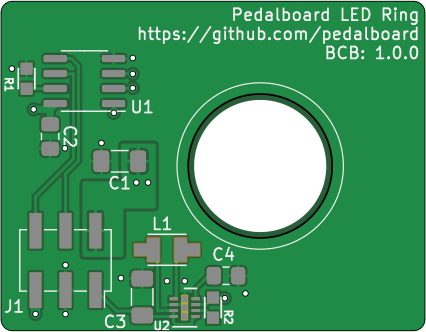 Pedalboard LED Ring
https://github.com/pedalboard
BCB: 1.0.0
R1
U1
C2
C1
L1
C4
J1
C3
U2
R2